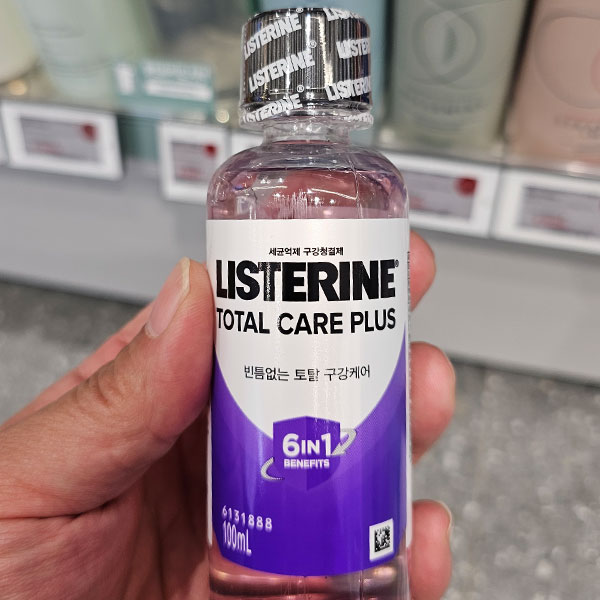 LISTERINE
LISTERINE
LISTERINE
세균억제 구강청결제
LISTERINE®
TOTAL CARE PLUS
빈틈없는 토탈 구강케어
6IN1
BENEFITS
6131888
100mL